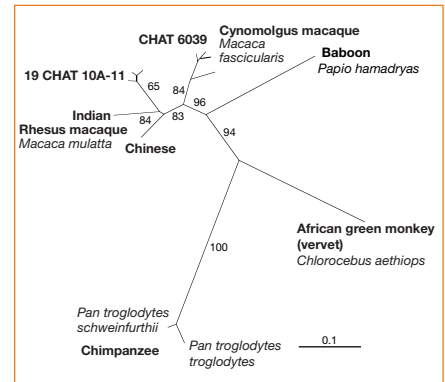 Cynomolgus macaque
Macaca
fascicularis
CHAT 6039
Baboon
Papio hamadryas
19 CHAT 10A-11
65
84
96
Indian
84
83
Rhesus macaque
Macaca mulatta
Chinese
94
African green monkey
(vervet)
Chlorocebus aethiops
100
Pan troglodytes
schweinfurthii
Chimpanzee
Pan troglodytes
troglodytes
0.1